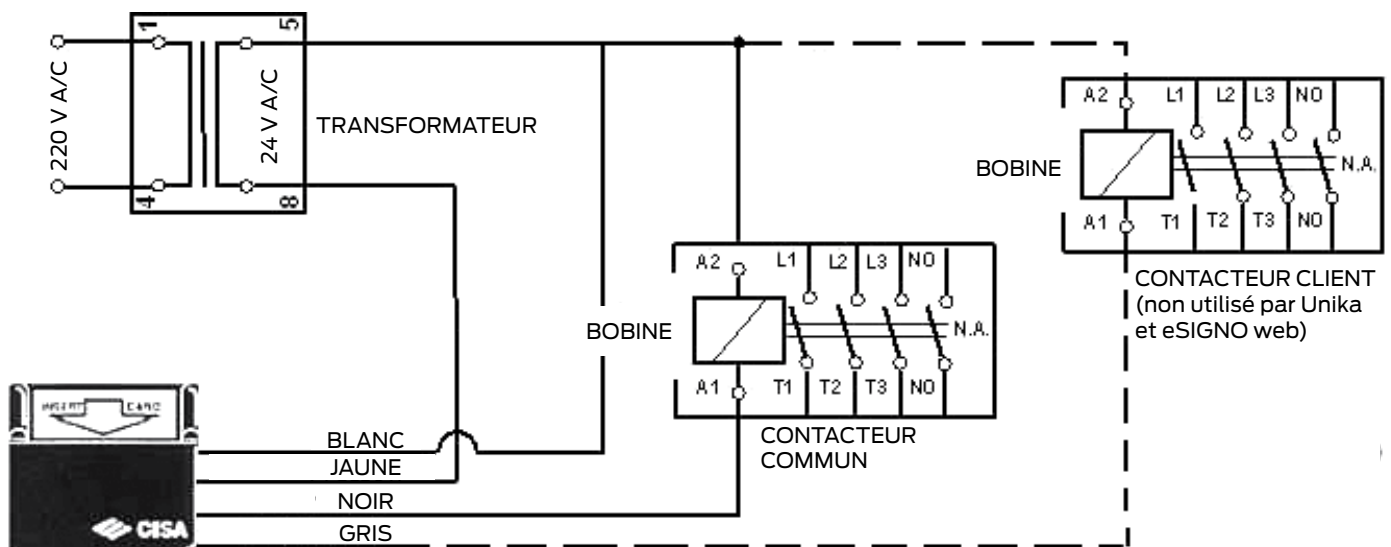 1
5
220 V A/C
24 V A/C
4
8
TRANSFORMATEUR
A2 L1 L2 L3 NO
BOBINE
N.A.
A1 T1 T2 T3 NO
CONTACTEUR CLIENT
(non utilisé par Unika
et eSIGNO web)
A2 L1 L2 L3 NO
BOBINE
N.A.
A1 T1 T2 T3 NO
CONTACTEUR
COMMUN
INSERT CARD
CISA
BLANC
JAUNE
NOIR
GRIS